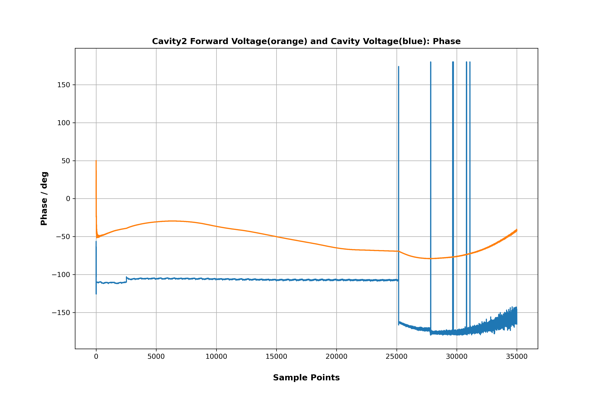 Cavity2 Forward Voltage(orange) and Cavity Voltage(blue): Phase
150
100
50
0
−50
−100
−150
Phase / deg
0 5000 10000 15000 20000 25000 30000 35000
Sample Points